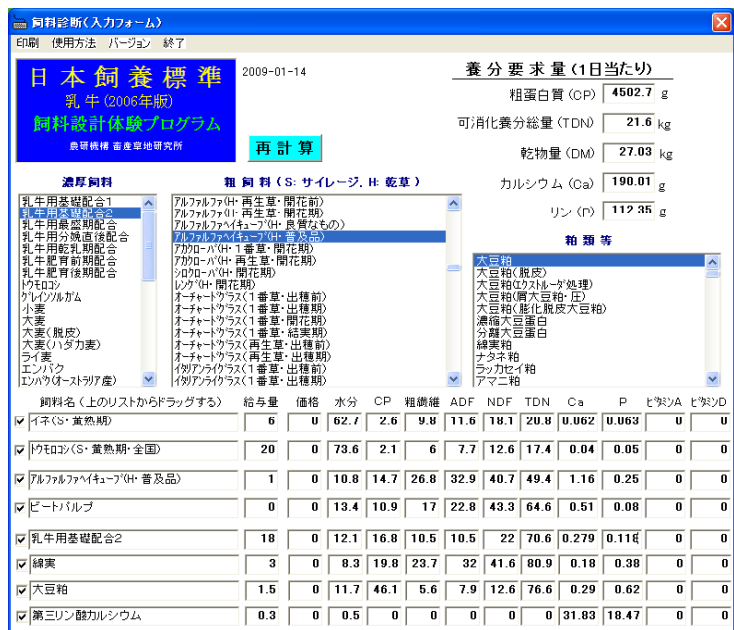 飼料診断(入力フォーム)
印刷 使用方法 バージョン 終了
日本飼養標準
乳牛(2006年版)
飼料設計体験プログラム
農研機構 畜産草地研究所
2009-01-14
再計算
養分要求量(1日当たり)
粗蛋白質(CP) 4502.7 g
可消化養分総量(TDN) 21.6 kg
乾物量(DM) 27.03 kg
カルシウム(Ca) 190.01 g
リン(P) 112.35 g
濃厚飼料
乳牛用基礎配合1
乳牛用基礎配合2
乳牛用最盛期配合
乳牛用分娩直後配合
乳牛用乾乳期配合
乳牛肥育前期配合
乳牛肥育後期配合
トウモロコシ
グレインソルガム
小麦
大麦
大麦(脱皮)
大麦(ハダカ麦)
ライ麦
エンバク
エンバク(オーストラリア産)
粗飼料(S: サイレージ, H: 乾草)
アルファルファ(H・再生草・開花前)
アルファルファ(H・再生草・開花期)
アルファルファヘイキューブ(H・良質なもの)
アルファルファヘイキューブ(H・普及品)
アカクローバ(H・1番草・開花期)
アカクローバ(H・再生草・開花期)
シロクローバ(H・開花期)
レンゲ(H・開花期)
オーチャードグラス(1番草・出穂前)
オーチャードグラス(1番草・出穂期)
オーチャードグラス(1番草・開花期)
オーチャードグラス(1番草・結実期)
オーチャードグラス(再生草・出穂前)
オーチャードグラス(再生草・出穂期)
イタリアンライグラス(1番草・出穂前)
イタリアンライグラス(1番草・出穂期)
粕類等
大豆粕
大豆粕(脱皮)
大豆粕(エクストルーダ処理)
大豆粕(屑大豆粕・圧)
大豆粕(膨化脱皮大豆粕)
濃縮大豆蛋白
分離大豆蛋白
綿実粕
ナタネ粕
ラッカセイ粕
アマニ粕
飼料名(上のリストからドラッグする) 給与量 価格 水分 CP 粗繊維 ADF NDF TDN Ca P ビタミンA ビタミンD
イネ(S・黄熟期) 6 0 62.7 2.6 9.8 11.6 18.1 20.8 0.062 0.063 0 0
トウモロコシ(S・黄熟期・全国) 20 0 73.6 2.1 6 7.7 12.6 17.4 0.04 0.05 0 0
アルファルファヘイキューブ(H・普及品) 1 0 10.8 14.7 26.8 32.9 40.7 49.4 1.16 0.25 0 0
ビートパルプ 0 0 13.4 10.9 17 22.8 43.3 64.6 0.51 0.08 0 0
乳牛用基礎配合2 18 0 12.1 16.8 10.5 10.5 22 70.6 0.279 0.118 0 0
綿実 3 0 8.3 19.8 23.7 32 41.6 80.9 0.18 0.38 0 0
大豆粕 1.5 0 11.7 46.1 5.6 7.9 12.6 76.6 0.29 0.62 0 0
第三リン酸カルシウム 0.3 0 0.5 0 0 0 0 0 31.83 18.47 0 0